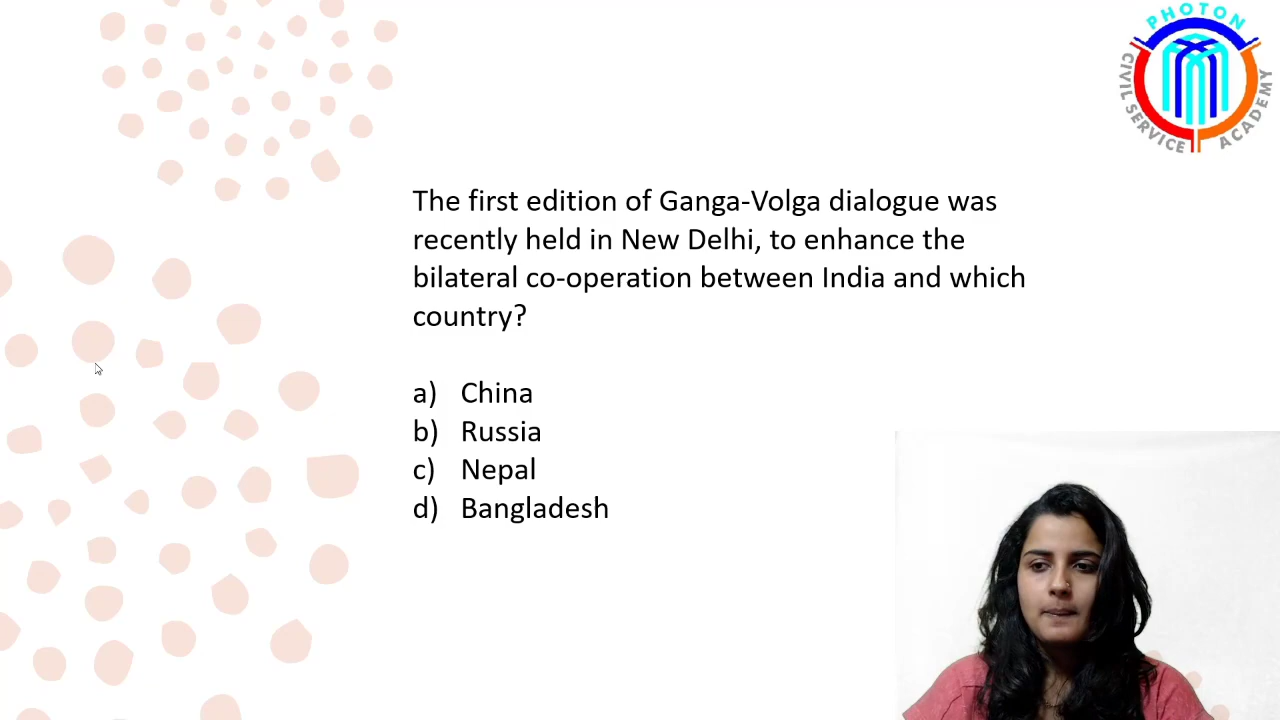 PHOTON
CIVIL SERVICE ACADEMY
The first edition of Ganga-Volga dialogue was
recently held in New Delhi, to enhance the
bilateral co-operation between India and which
country?
a) China
b) Russia
c) Nepal
d) Bangladesh